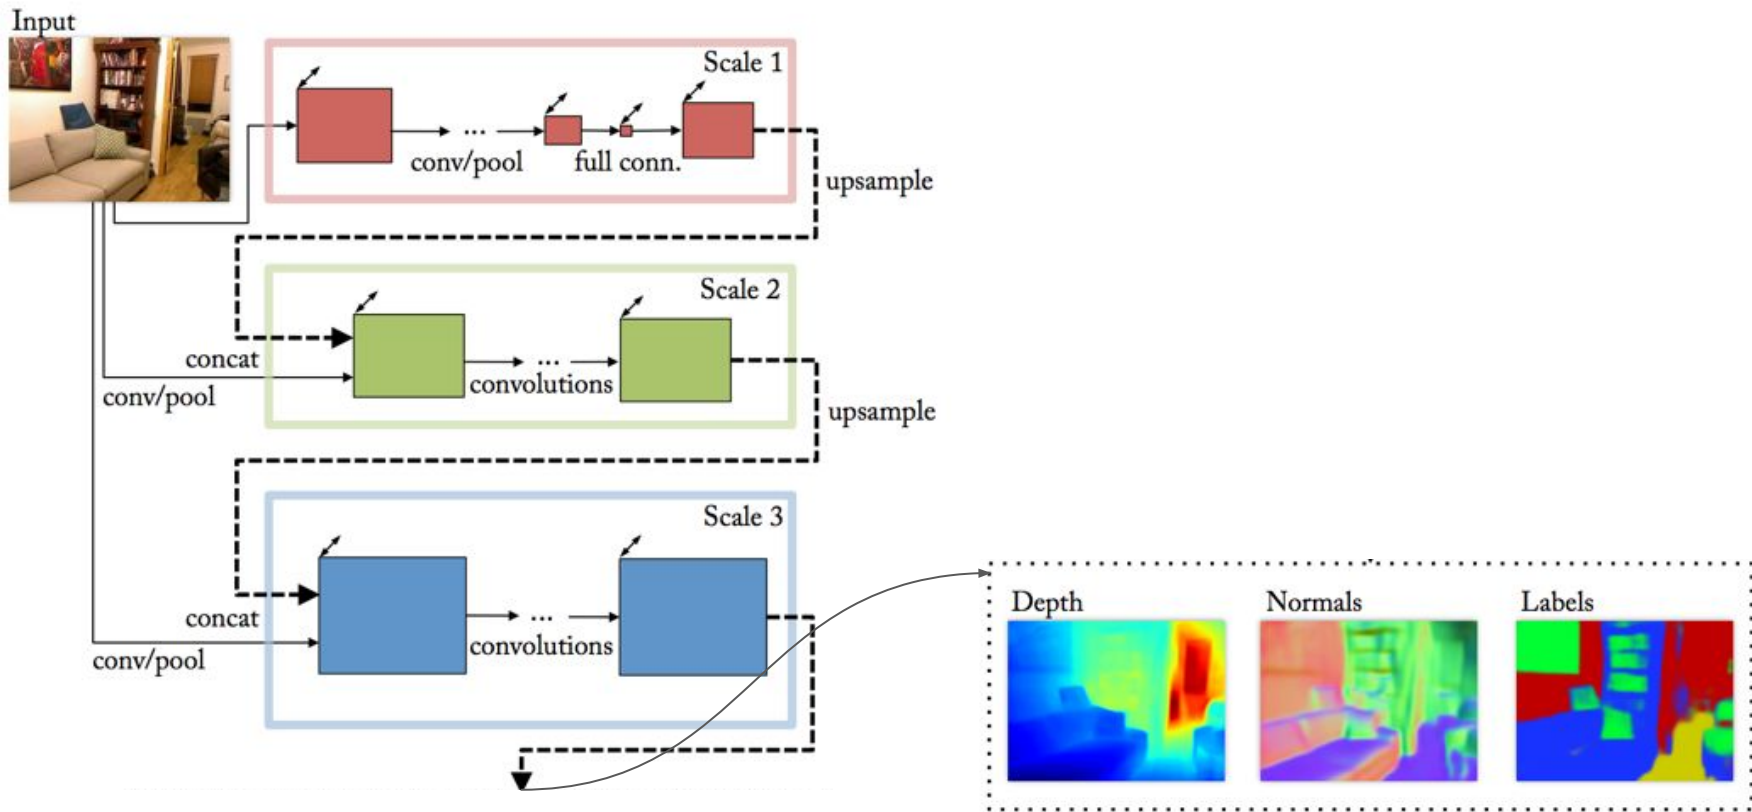 Input
Scale 1
...
conv/pool
full conn.
upsample
Scale 2
concat
...
convolutions
conv/pool
upsample
Scale 3
concat
...
convolutions
conv/pool
Depth
Normals
Labels